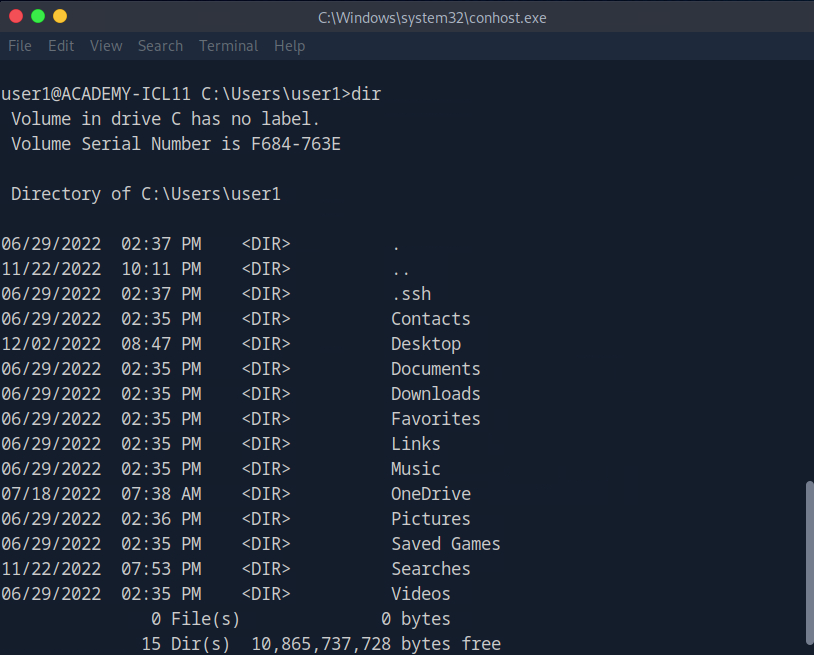 C:\Windows\system32\conhost.exe
File Edit View Search Terminal Help
user1@ACADEMY-ICL11 C:\Users\user1>dir
 Volume in drive C has no label.
 Volume Serial Number is F684-763E
 Directory of C:\Users\user1
06/29/2022  02:37 PM    <DIR>          .
11/22/2022  10:11 PM    <DIR>          ..
06/29/2022  02:37 PM    <DIR>          .ssh
06/29/2022  02:35 PM    <DIR>          Contacts
12/02/2022  08:47 PM    <DIR>          Desktop
06/29/2022  02:35 PM    <DIR>          Documents
06/29/2022  02:35 PM    <DIR>          Downloads
06/29/2022  02:35 PM    <DIR>          Favorites
06/29/2022  02:35 PM    <DIR>          Links
06/29/2022  02:35 PM    <DIR>          Music
07/18/2022  07:38 AM    <DIR>          OneDrive
06/29/2022  02:36 PM    <DIR>          Pictures
06/29/2022  02:35 PM    <DIR>          Saved Games
11/22/2022  07:53 PM    <DIR>          Searches
06/29/2022  02:35 PM    <DIR>          Videos
               0 File(s)              0 bytes
              15 Dir(s)  10,865,737,728 bytes free